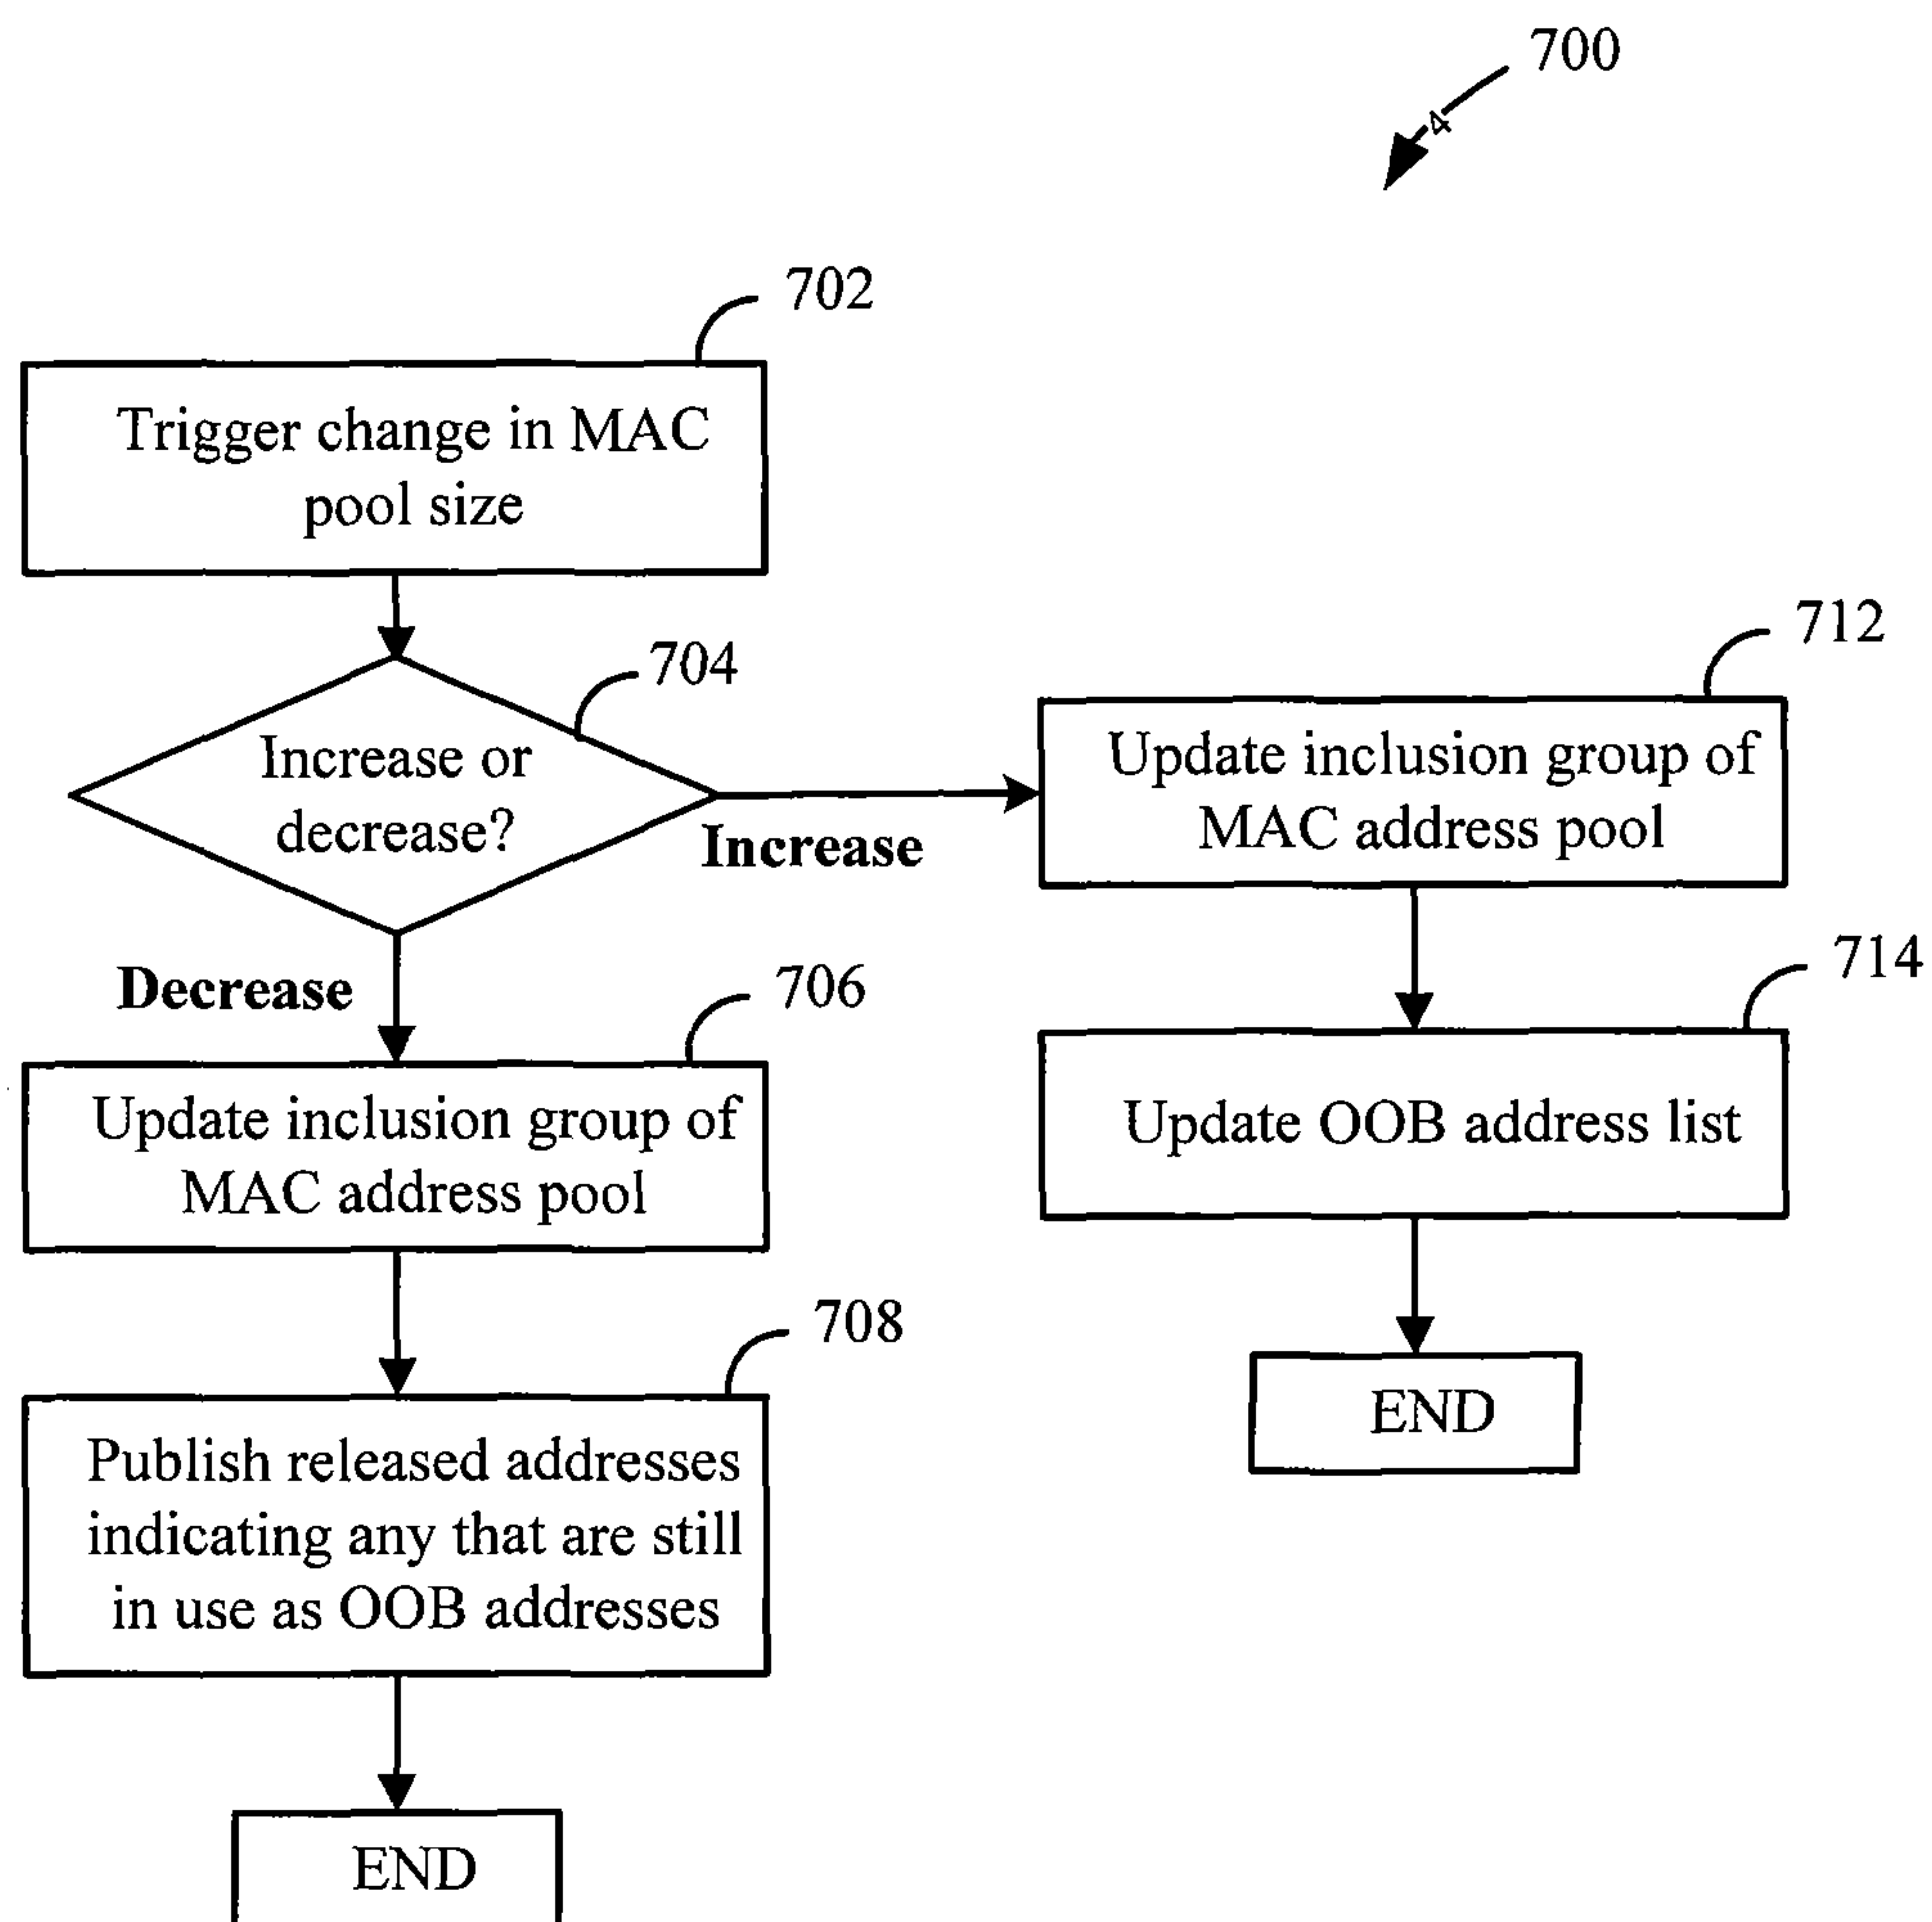 700
702
Trigger change in MAC
pool size
704
Increase or
decrease?
Increase
Decrease
706
Update inclusion group of
MAC address pool
708
Publish released addresses
indicating any that are still
in use as OOB addresses
END
712
Update inclusion group of
MAC address pool
714
Update OOB address list
END